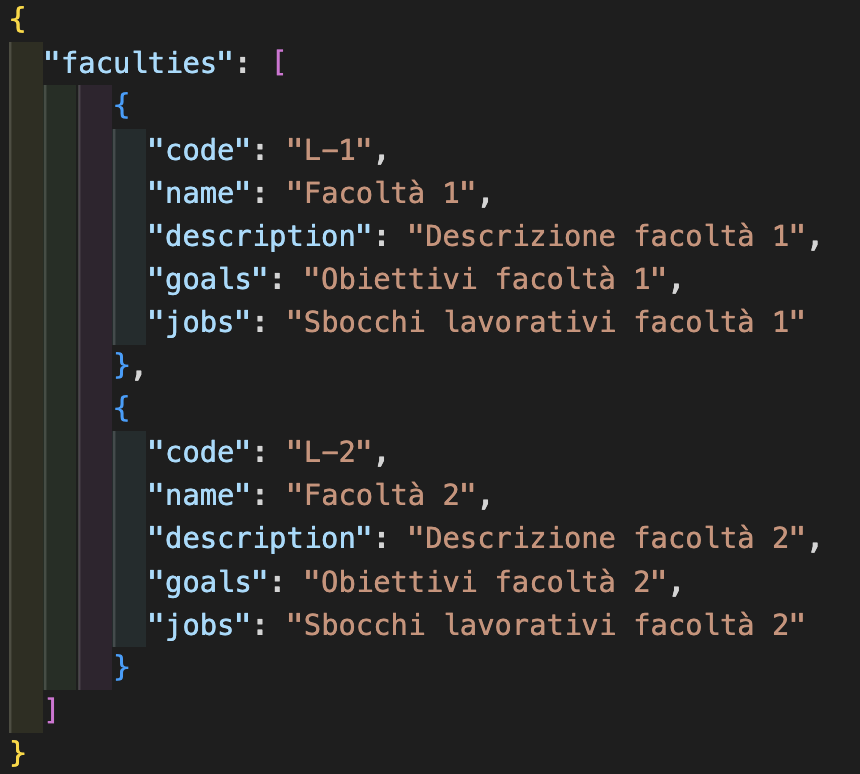 {
"faculties": [
{
"code": "L-1",
"name": "Facoltà 1",
"description": "Descrizione facoltà 1",
"goals": "Obiettivi facoltà 1",
"jobs": "Sbocchi lavorativi facoltà 1"
},
{
"code": "L-2",
"name": "Facoltà 2",
"description": "Descrizione facoltà 2",
"goals": "Obiettivi facoltà 2",
"jobs": "Sbocchi lavorativi facoltà 2"
}
]
}